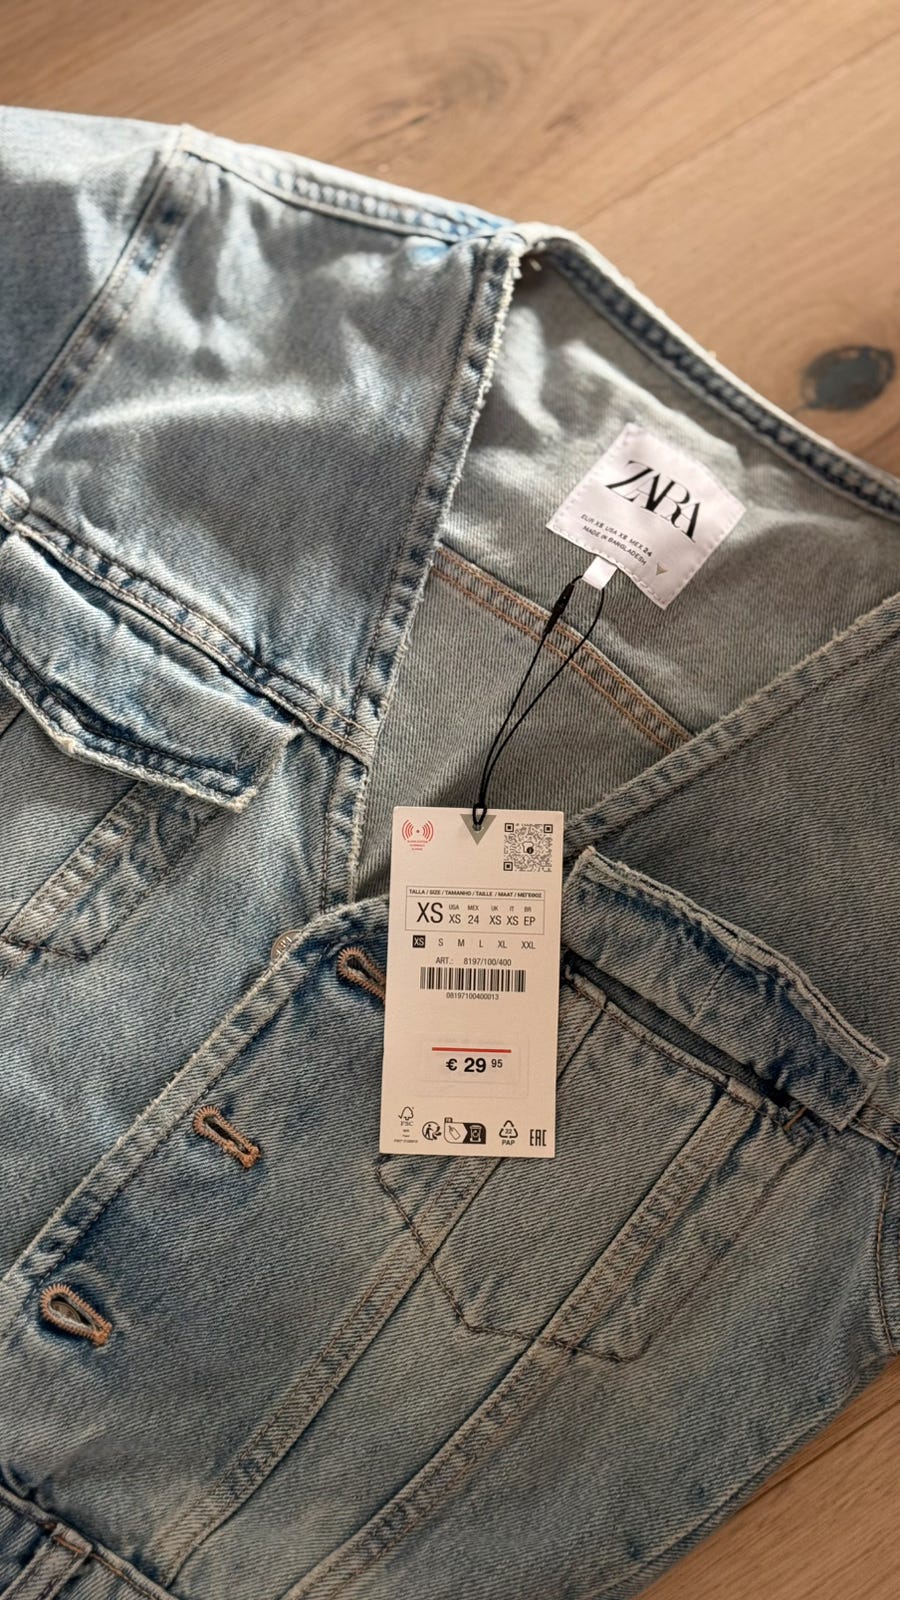 ZARA
EUR XS USA XS MEX 24
MADE IN BANGLADESH
TALLA / SIZE / TAMANHO / TAILLE / MAAT / ΜΕΓΕΘΟΣ
USA MEX UK IT BR
XS XS 24 XS XS EP
XS S M L XL XXL
ART.: 8197/100/400
08197100400013
€ 29 95
FSC
22
PAP
EAC